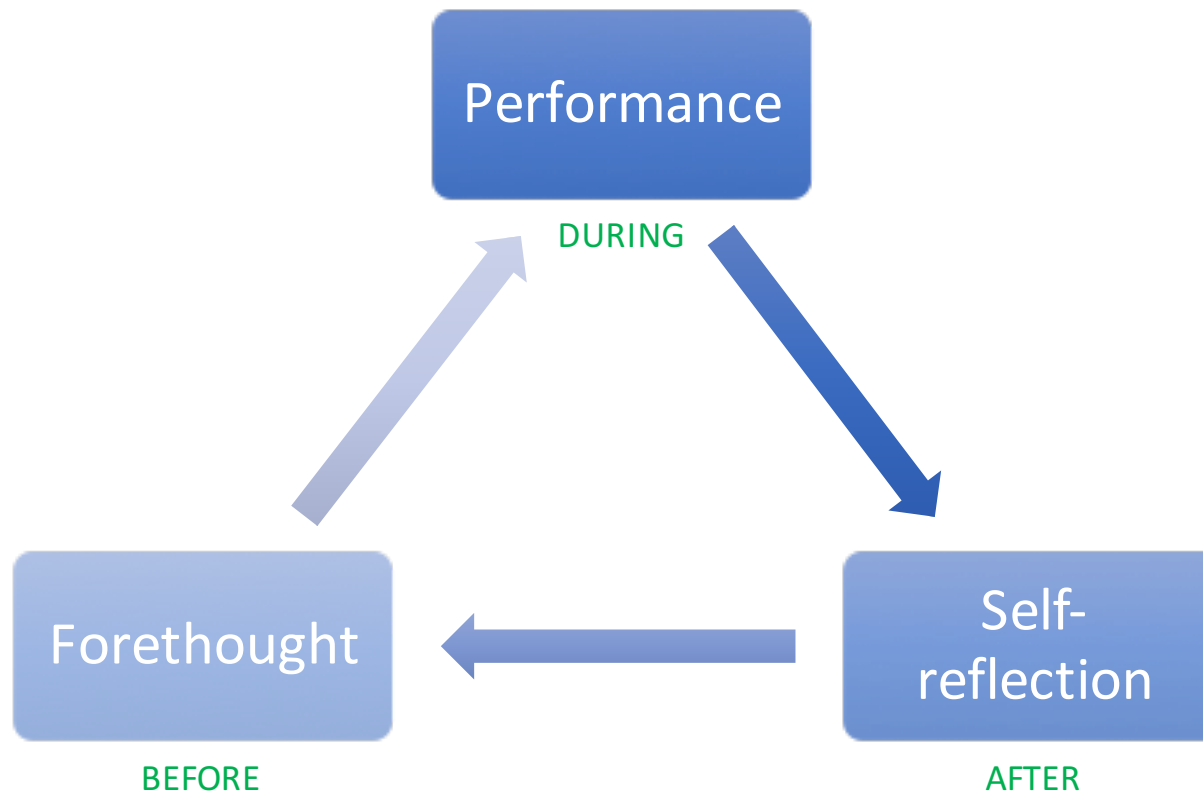 Performance
DURING
Forethought
BEFORE
Self-
reflection
AFTER